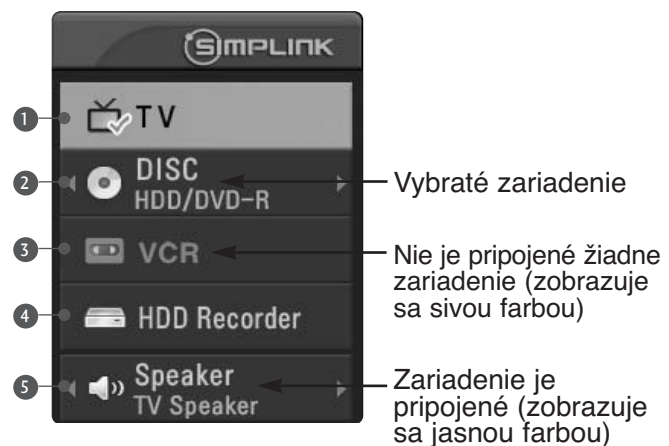 SIMPLINK
1 TV
2 DISC
HDD/DVD-R
Vybraté zariadenie
3 VCR
Nie je pripojené žiadne
zariadenie (zobrazuje
sa sivou farbou)
4 HDD Recorder
5 Speaker
TV Speaker
Zariadenie je
pripojené (zobrazuje
sa jasnou farbou)